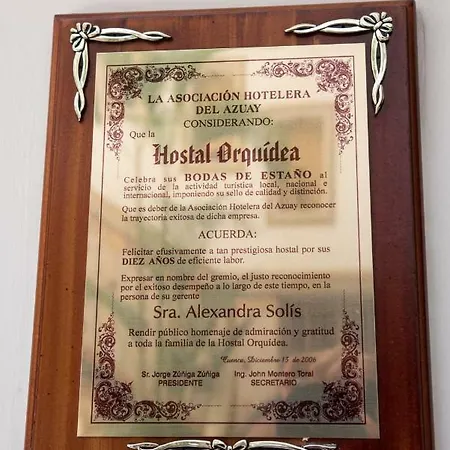 LA ASOCIACIÓN HOTELERA
DEL AZUAY
CONSIDERANDO:
Que la
Hostal Orquídea
Celebra sus BODAS DE ESTAÑO al
servicio de la actividad turística local, nacional e
internacional, imponiendo su sello de calidad y distinción.
Que es deber de la Asociación Hotelera del Azuay reconocer
la trayectoria exitosa de dicha empresa.
ACUERDA:
Felicitar efusivamente a tan prestigiosa hostal por sus
DIEZ AÑOS de eficiente labor.
Expresar en nombre del gremio, el justo reconocimiento
por el exitoso desempeño a lo largo de este tiempo, en la
persona de su gerente
Sra. Alexandra Solís
Rendir público homenaje de admiración y gratitud
a toda la familia de la Hostal Orquídea.
Cuenca, Diciembre 15 de 2006
Sr. Jorge Zúñiga Zúñiga
PRESIDENTE
Ing. John Montero Toral
SECRETARIO